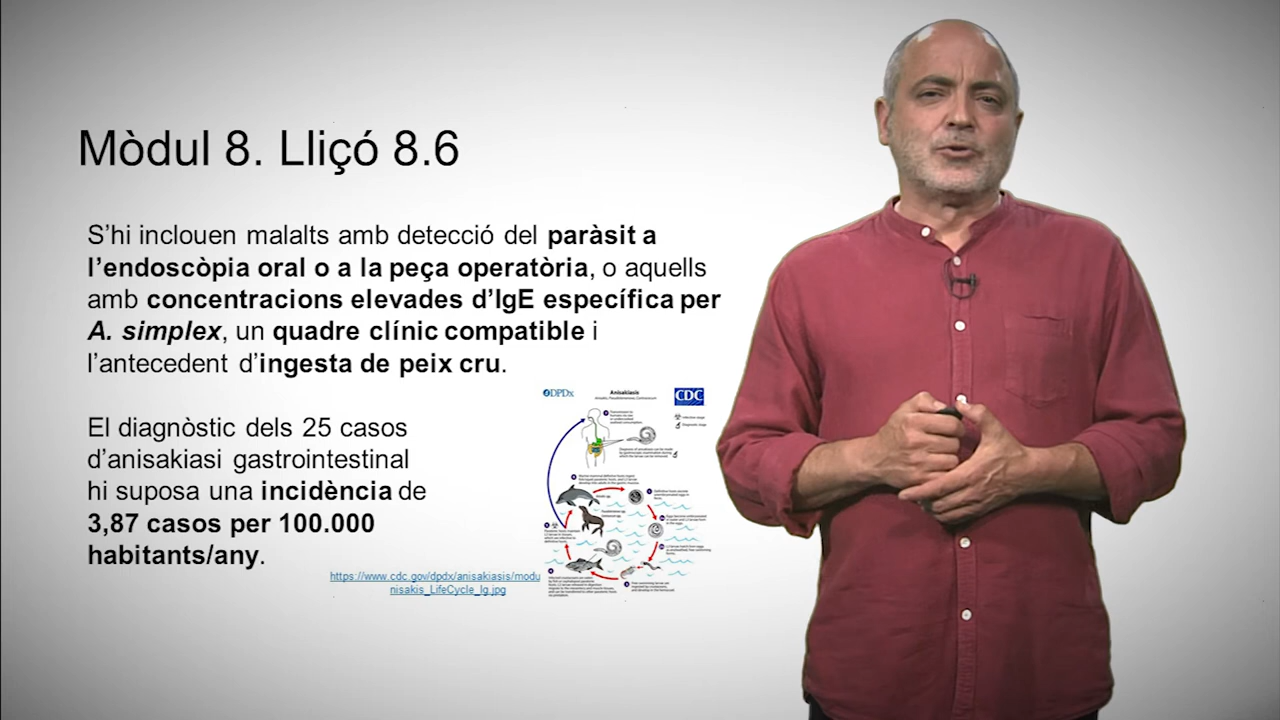 Mòdul 8. Lliçó 8.6
S’hi inclouen malalts amb detecció del paràsit a
l’endoscòpia oral o a la peça operatòria, o aquells
amb concentracions elevades d’IgE específica per
A. simplex, un quadre clínic compatible i
l’antecedent d’ingesta de peix cru.
El diagnòstic dels 25 casos
d’anisakiasi gastrointestinal
hi suposa una incidència de
3,87 casos per 100.000
habitants/any.
https://www.cdc.gov/dpdx/anisakiasis/modu
nisakis_LifeCycle_lg.jpg
DPDx
Anisakiasis
CDC